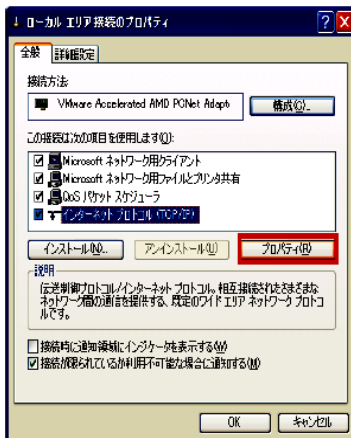 ローカル エリア接続のプロパティ
全般
詳細設定
接続方法:
VMware Accelerated AMD PCNet Adapt
構成(C)...
この接続は次の項目を使用します(O):
Microsoft ネットワーク用クライアント
Microsoft ネットワーク用ファイルとプリンタ共有
QoS パケット スケジューラ
インターネット プロトコル (TCP/IP)
インストール(N)...
アンインストール(U)
プロパティ(R)
説明
伝送制御プロトコル/インターネット プロトコル。相互接続されたさまざまな
ネットワーク間の通信を提供する、既定のワイド エリア ネットワーク プロトコ
ルです。
接続時に通知領域にインジケータを表示する(W)
接続が限られているか利用不可能な場合に通知する(M)
OK
キャンセル